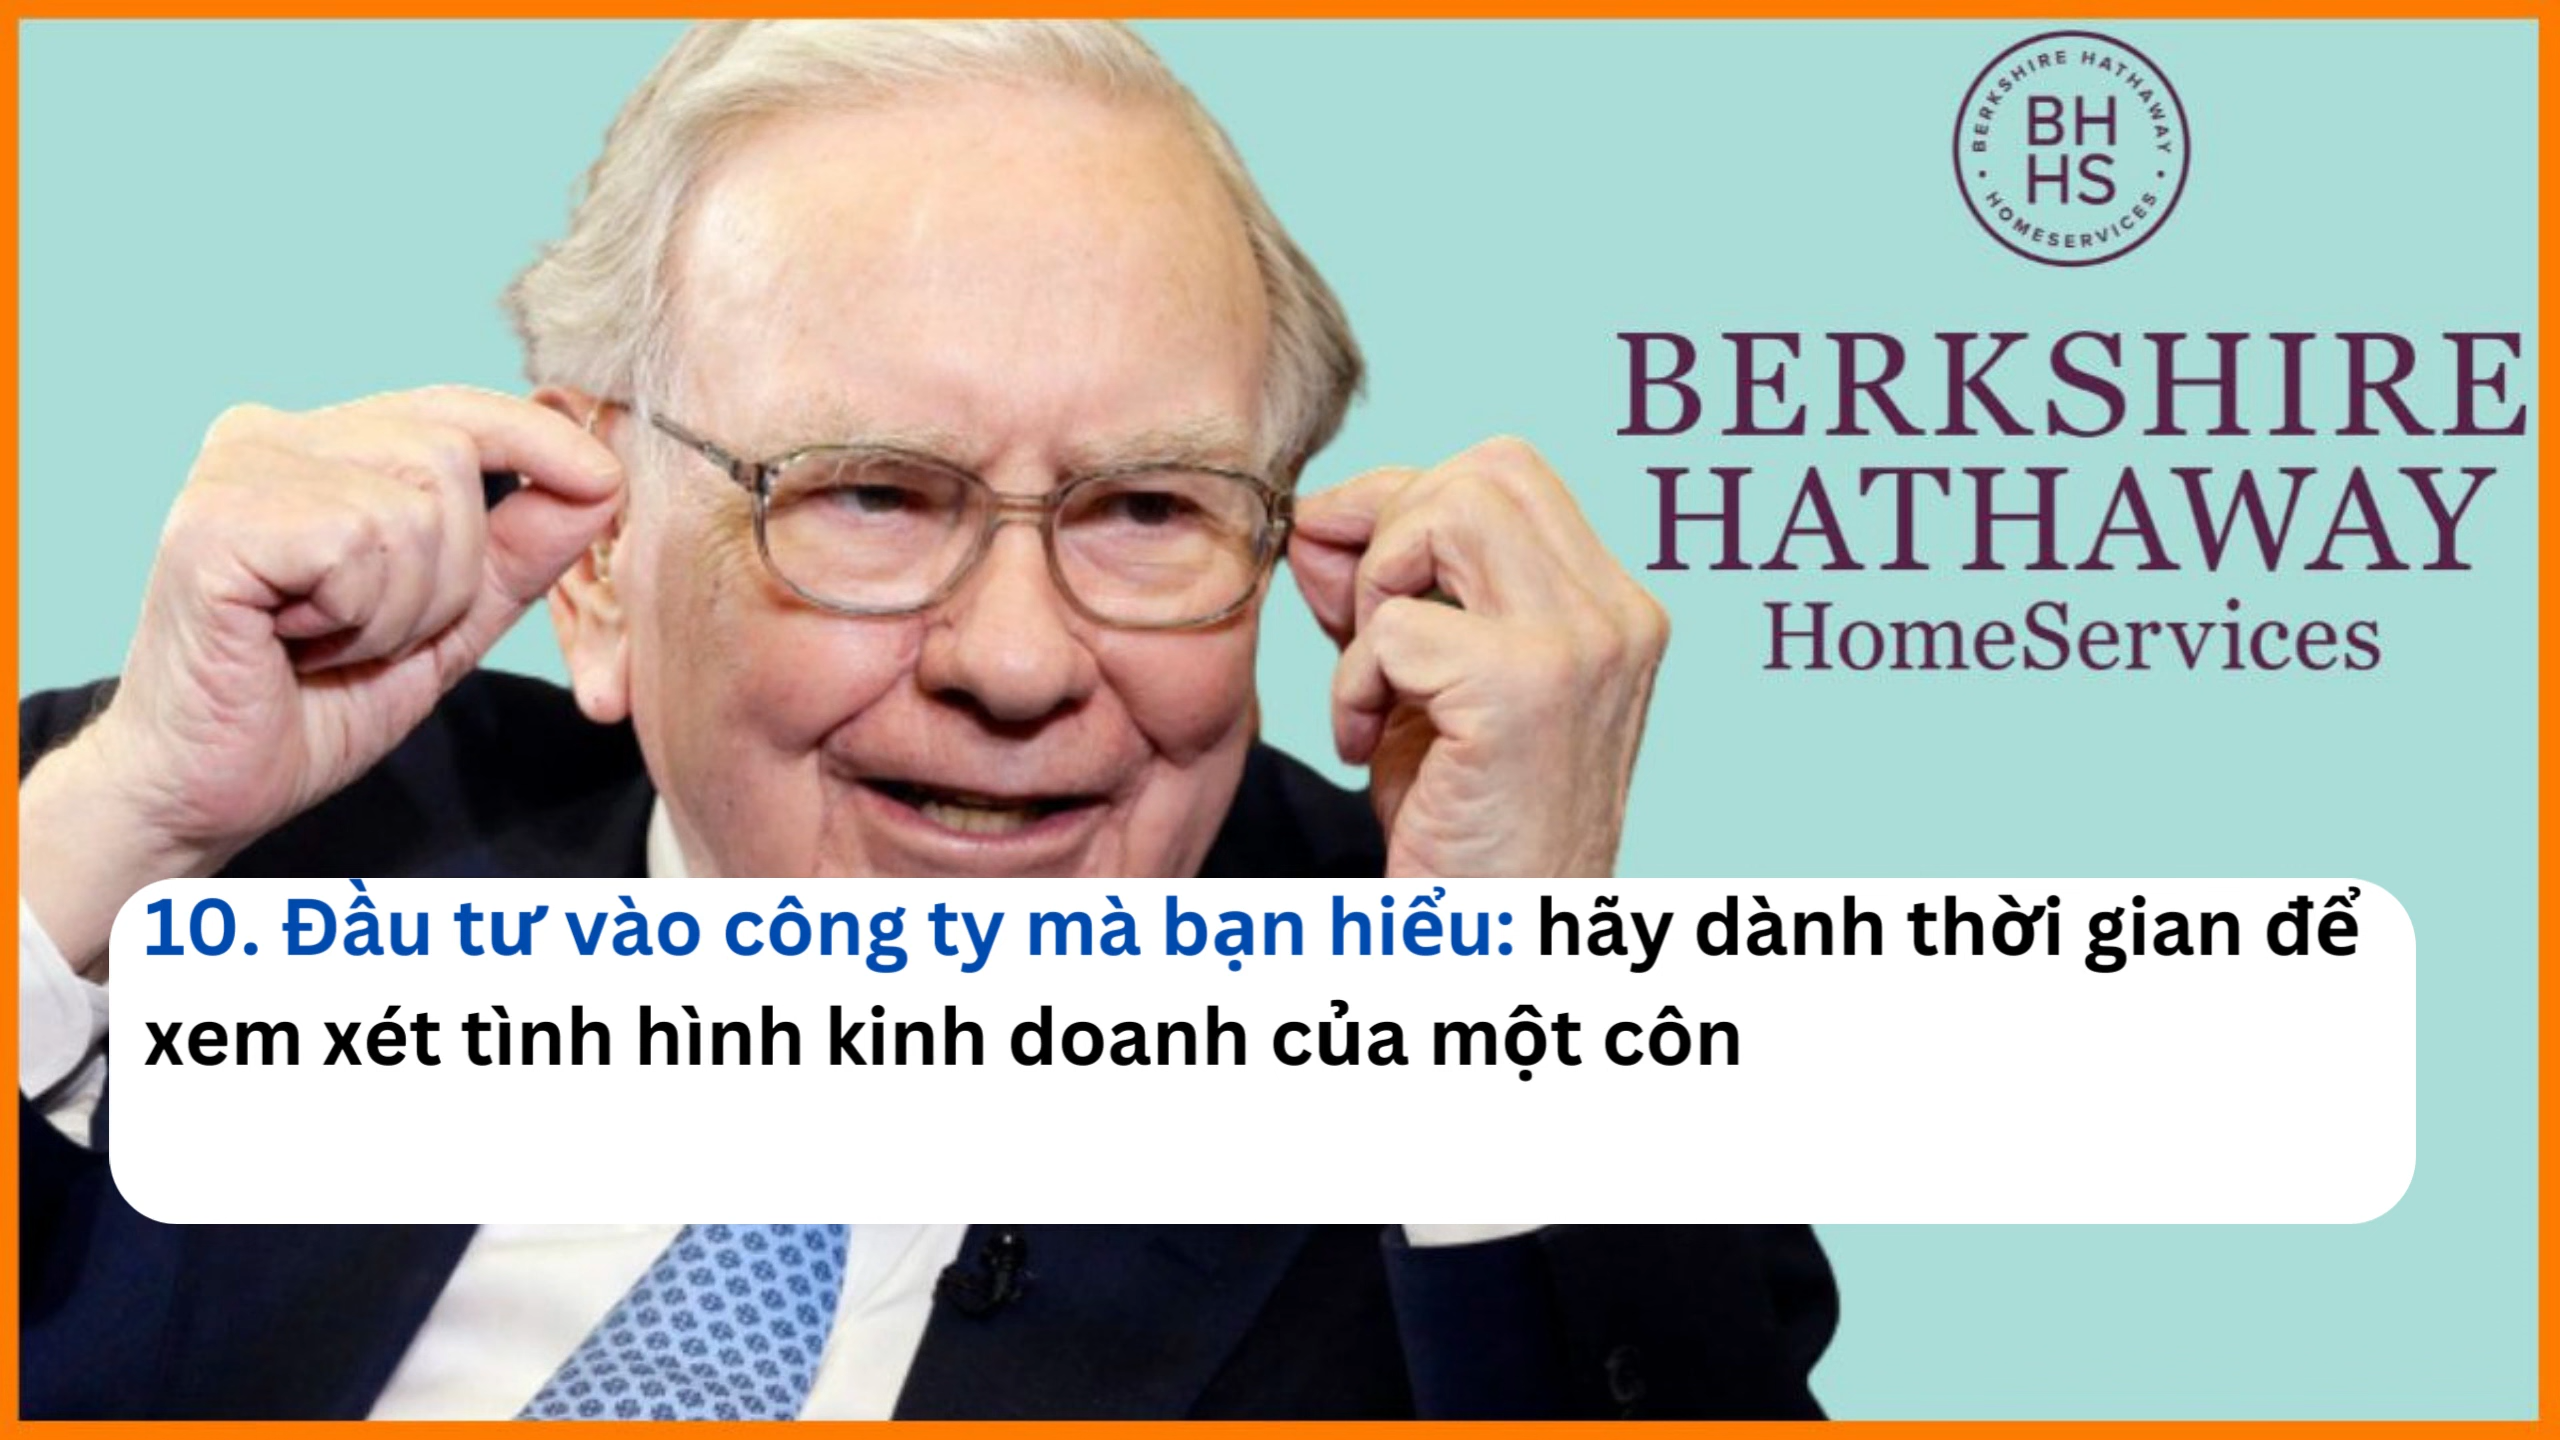 BERKSHIRE HATHAWAY
BH
HS
HOMESERVICES
BERKSHIRE
HATHAWAY
HomeServices
10. Đầu tư vào công ty mà bạn hiểu: hãy dành thời gian để
xem xét tình hình kinh doanh của một côn